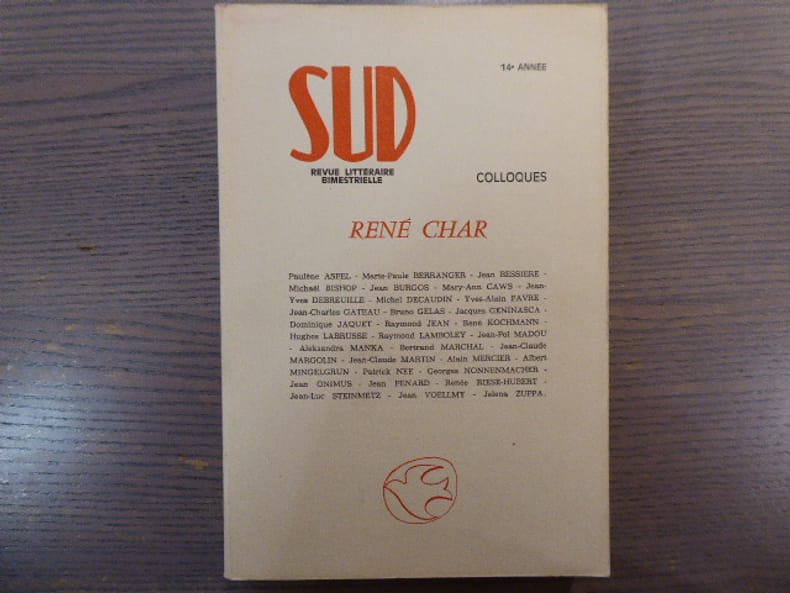 SUD
14e ANNÉE
REVUE LITTÉRAIRE
BIMESTRIELLE
COLLOQUES
RENÉ CHAR
Paulène ASPEL - Marie-Paule BERRANGER - Jean BESSIERE -
Michaël BISHOP - Jean BURGOS - Mary-Ann CAWS - Jean-
Yves DEBREUILLE - Michel DECAUDIN - Yves-Alain FAVRE -
Jean-Charles GATEAU - Bruno GELAS - Jacques GENINASCA -
Dominique JAQUET - Raymond JEAN - René KOCHMANN -
Hughes LABRUSSE - Raymond LAMBOLEY - Jean-Pol MADOU
- Aleksandra MANKA - Bertrand MARCHAL - Jean-Claude
MARGOLIN - Jean-Claude MARTIN - Alain MERCIER - Albert
MINGELGRUN - Patrick NEE - Georges NONNENMACHER -
Jean ONIMUS - Jean PENARD - Renée RIESE-HUBERT -
Jean-Luc STEINMETZ - Jean VOELLMY - Jelena ZUPPA.